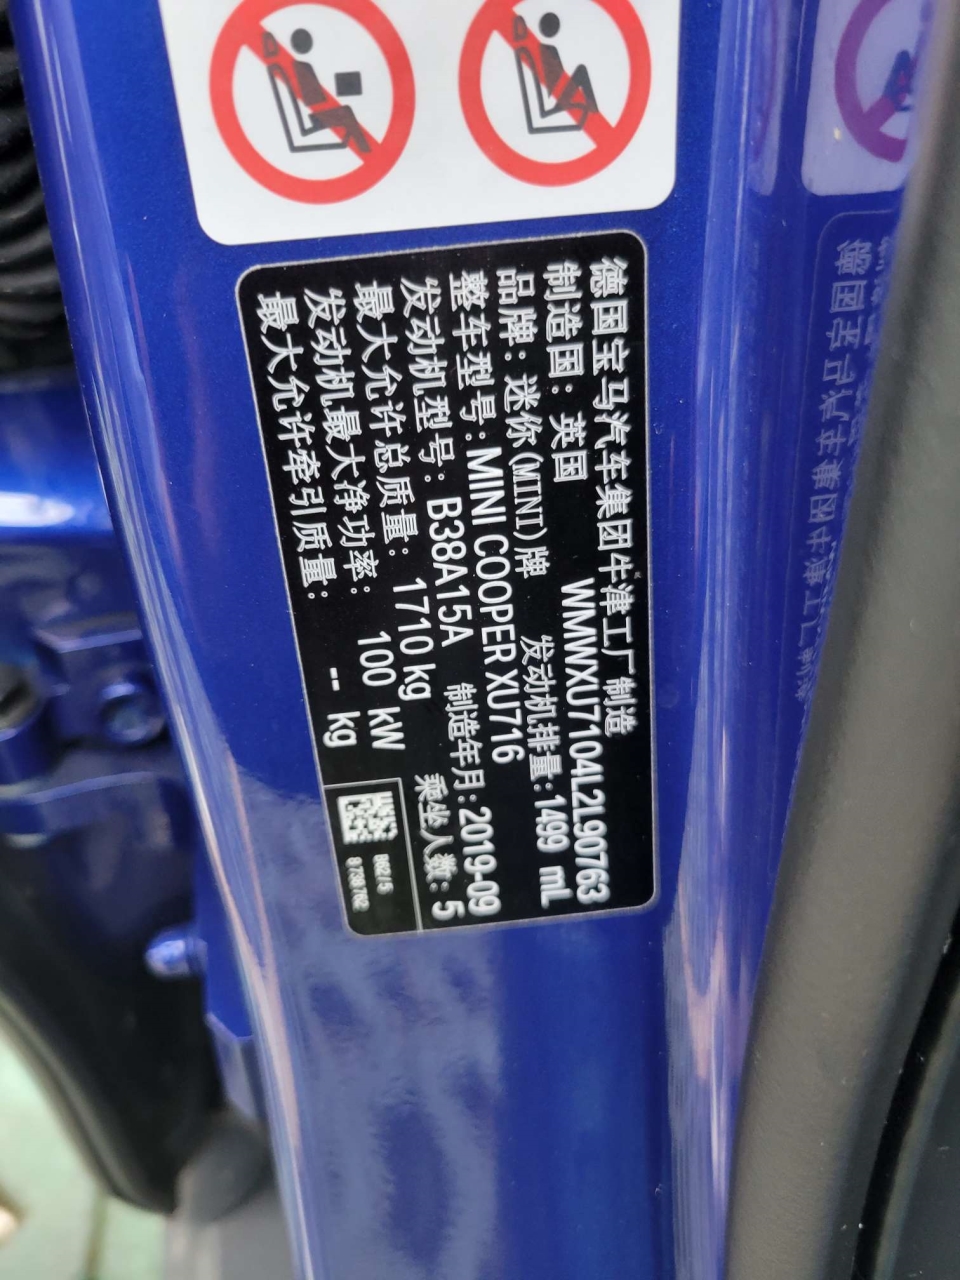 德国宝马汽车集团牛津工厂制造
制造国：英国 WMWXU7104L2L90763
品牌：迷你(MINI)牌 发动机排量：1499 mL
整车型号：MINI COOPER XU716
发动机型号：B38A15A 制造年月：2019-09
最大允许总质量：1710 kg 乘坐人数：5
发动机最大净功率：100 kW
最大允许牵引质量：-- kg
8738762